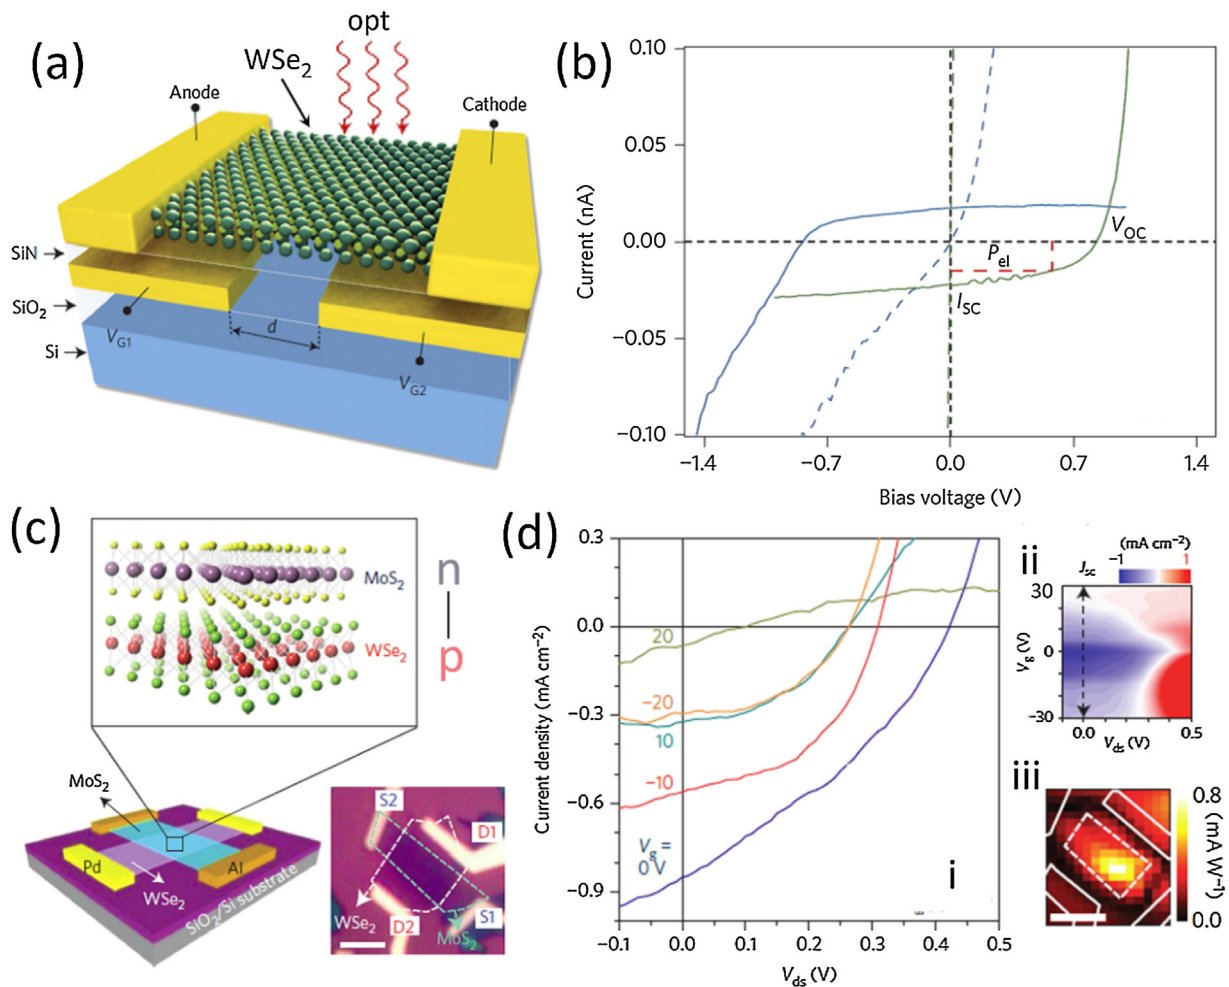 (a)
opt
WSe2
Anode
Cathode
SiN
SiO2
Si
VG1
d
VG2
(b)
Current (nA)
0.10
0.05
0.00
−0.05
−0.10
VOC
Pel
ISC
−1.4
−0.7
0.0
0.7
1.4
Bias voltage (V)
(c)
MoS2
n
WSe2
p
MoS2
Pd
Al
WSe2
SiO2/Si substrate
S2
D1
WSe2
D2
S1
MoS2
(d)
Current density (mA cm−2)
0.3
0.0
−0.3
−0.6
−0.9
20
−20
10
−10
Vg =
0 V
i
−0.1
0.0
0.1
0.2
0.3
0.4
0.5
Vds (V)
ii
(mA cm−2)
Jsc
−1
1
Vg (V)
30
0
−30
0.0
0.5
Vds (V)
iii
0.8
0.0
(mA W−1)